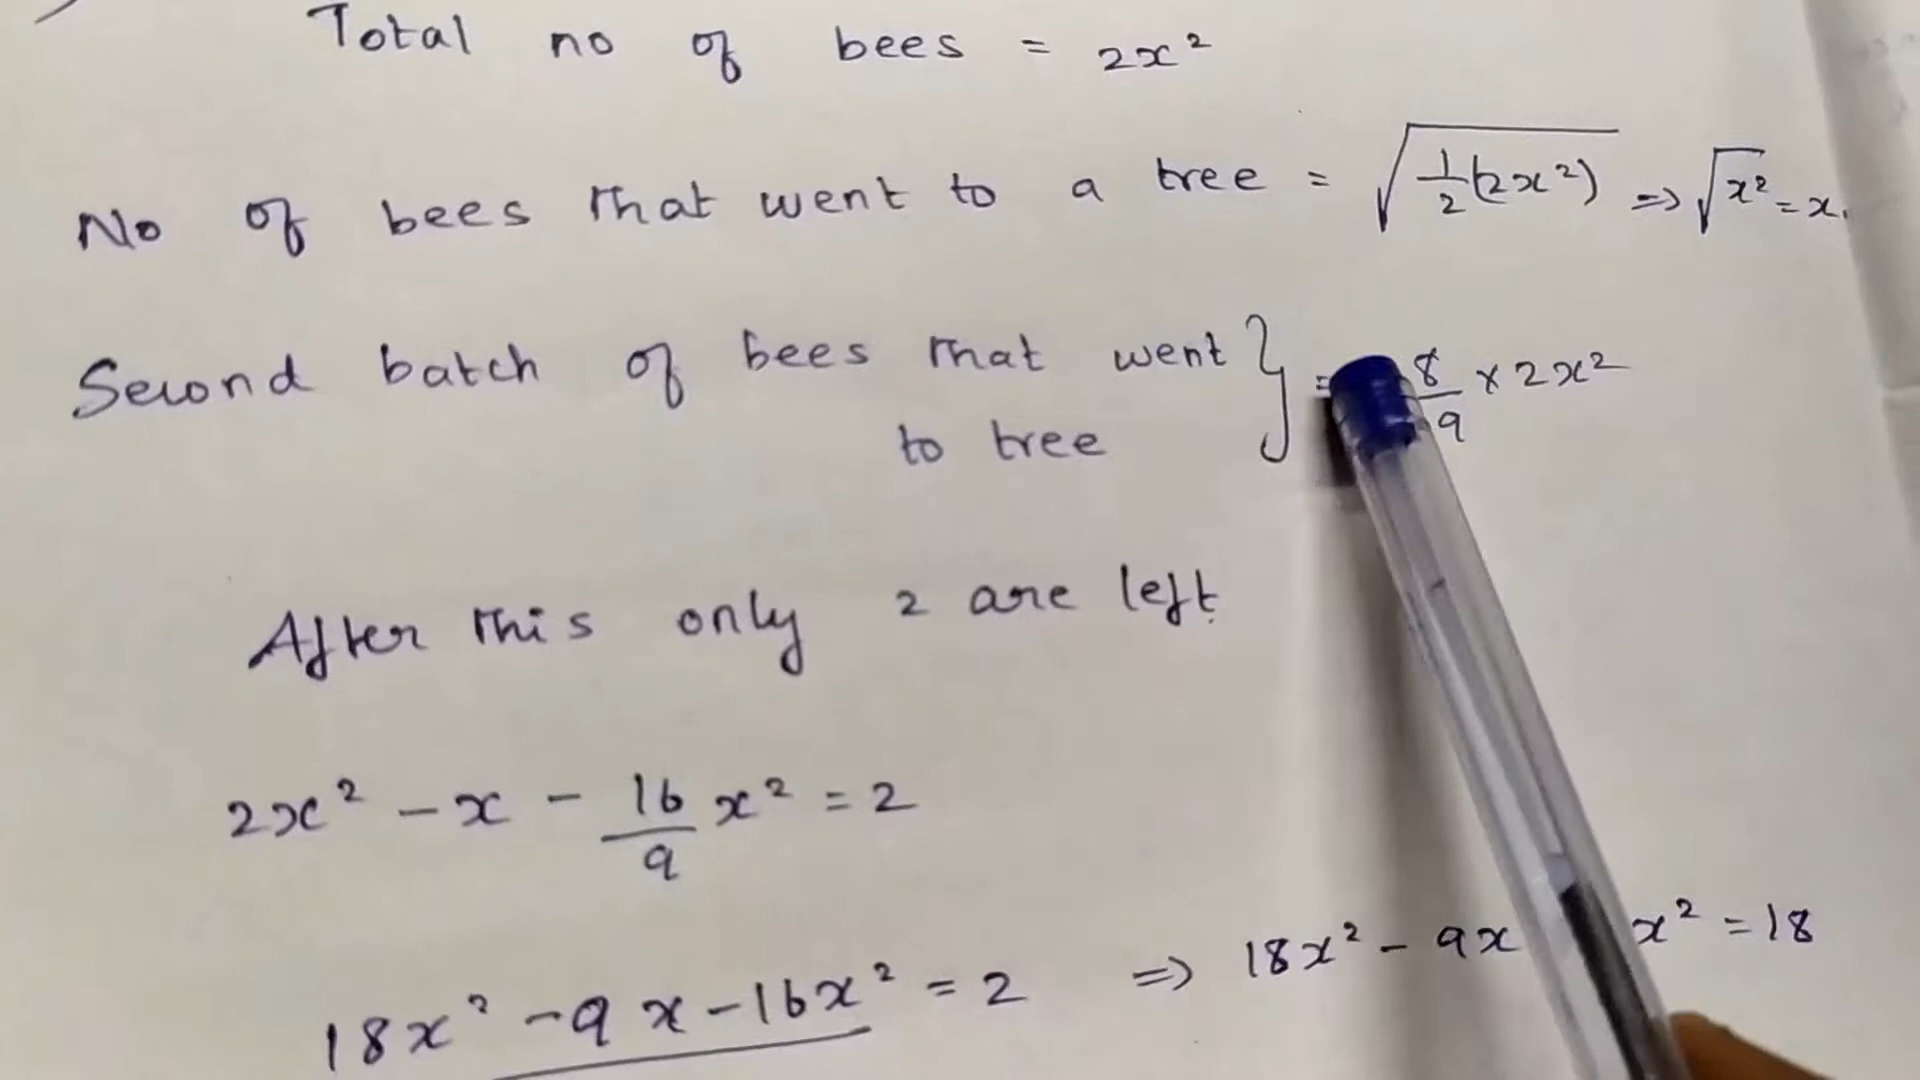 Total no of bees = 2x²
No of bees that went to a tree = √(1/2(2x²)) ⇒ √x² = x.
Second batch of bees that went } = 8/9 × 2x²
to tree
After this only 2 are left.
2x² - x - 16/9 x² = 2
18x² - 9x - 16x² = 2 ⇒ 18x² - 9x x² = 18